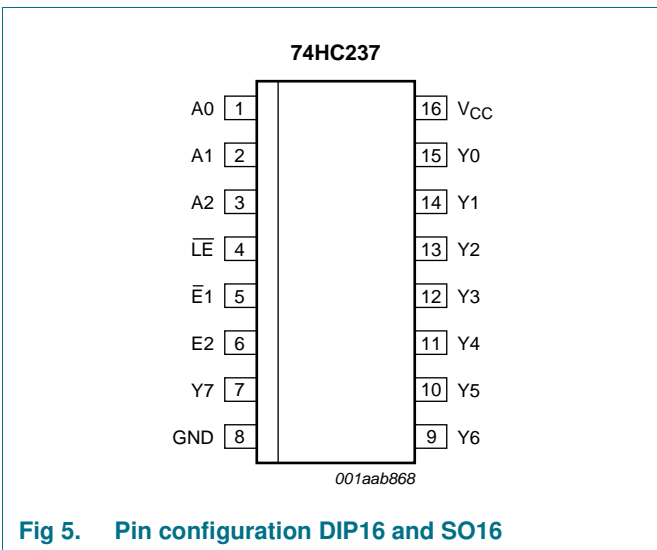 74HC237
A0 1 16 VCC
A1 2 15 Y0
A2 3 14 Y1
L̅E̅ 4 13 Y2
E̅1 5 12 Y3
E2 6 11 Y4
Y7 7 10 Y5
GND 8 9 Y6
001aab868
Fig 5. Pin configuration DIP16 and SO16